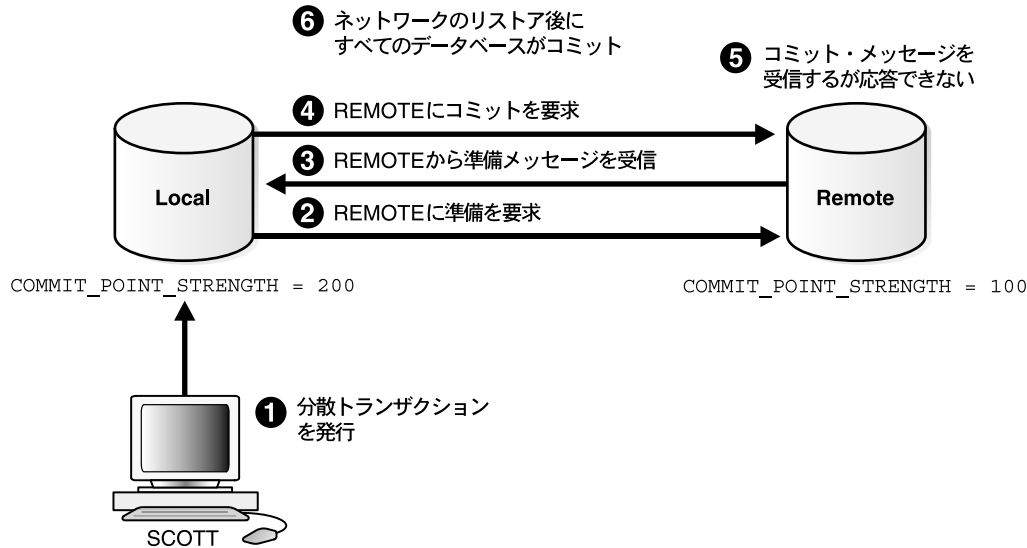 ❻ ネットワークのリストア後に
すべてのデータベースがコミット
❺ コミット・メッセージを
受信するが応答できない
❹ REMOTEにコミットを要求
❸ REMOTEから準備メッセージを受信
Local
Remote
❷ REMOTEに準備を要求
COMMIT_POINT_STRENGTH = 200
COMMIT_POINT_STRENGTH = 100
❶ 分散トランザクション
を発行
SCOTT